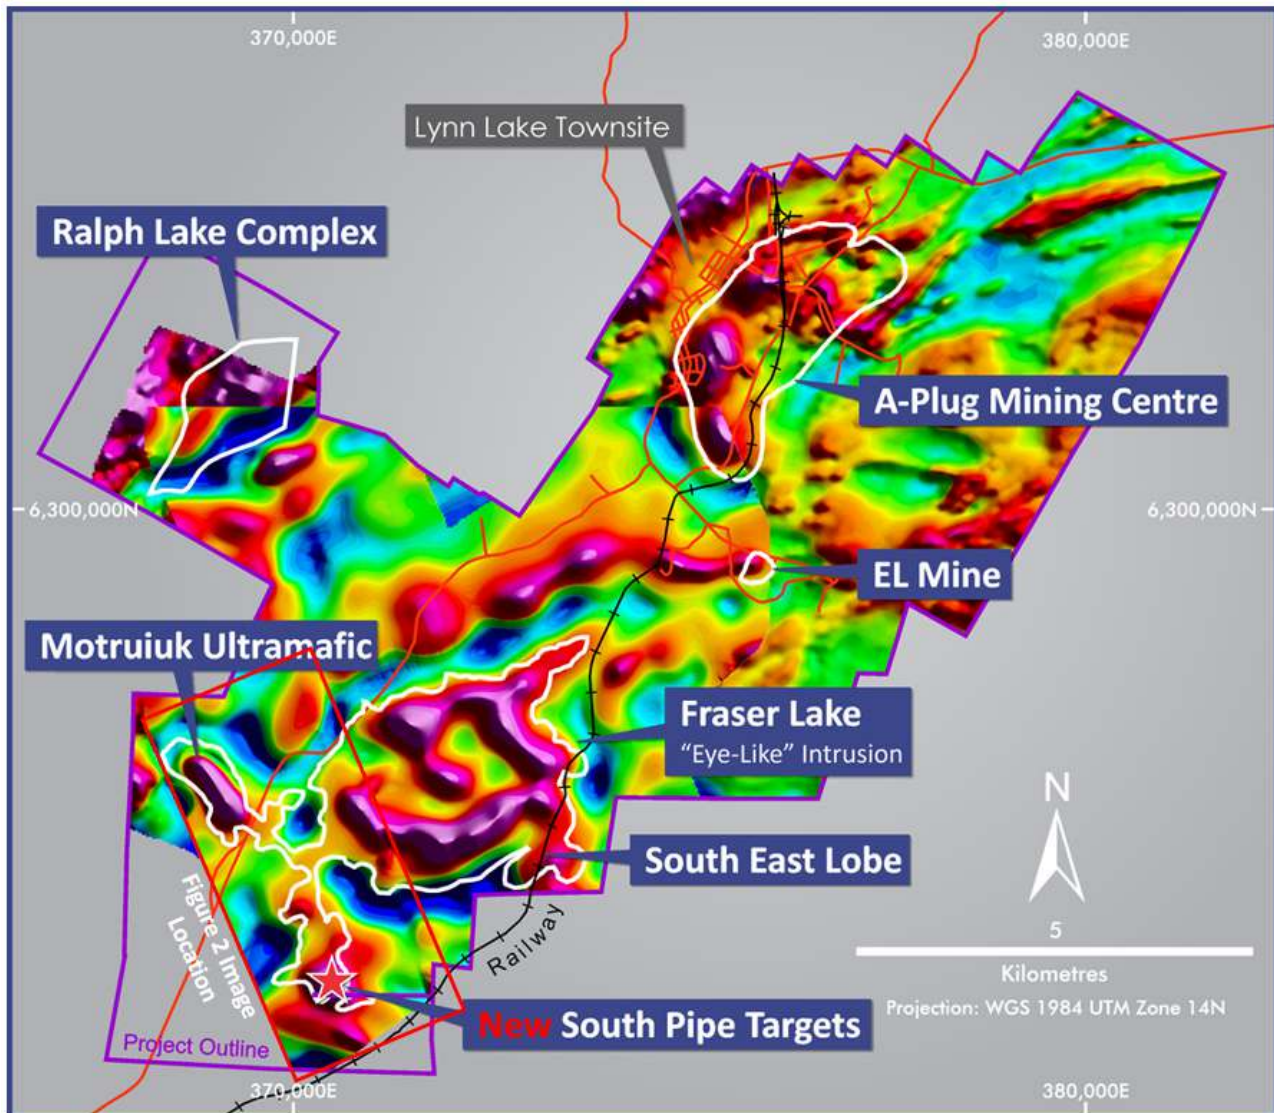 370,000E
380,000E
Lynn Lake Townsite
Ralph Lake Complex
A-Plug Mining Centre
6,300,000N
6,300,000N
EL Mine
Motruiuk Ultramafic
Fraser Lake
“Eye-Like” Intrusion
N
South East Lobe
Figure 2 Image
Location
Railway
5
Kilometres
Projection: WGS 1984 UTM Zone 14N
New South Pipe Targets
Project Outline
370,000E
380,000E